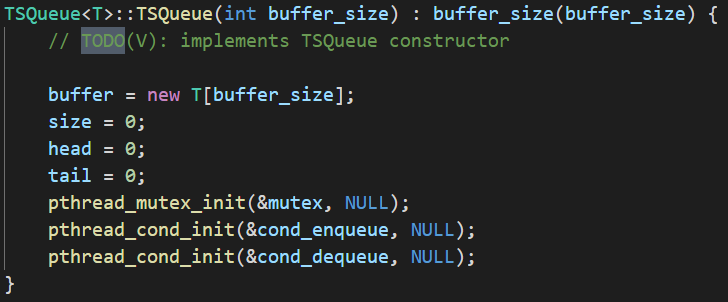 TSQueue<T>::TSQueue(int buffer_size) : buffer_size(buffer_size) {
    // TODO(V): implements TSQueue constructor

    buffer = new T[buffer_size];
    size = 0;
    head = 0;
    tail = 0;
    pthread_mutex_init(&mutex, NULL);
    pthread_cond_init(&cond_enqueue, NULL);
    pthread_cond_init(&cond_dequeue, NULL);
}